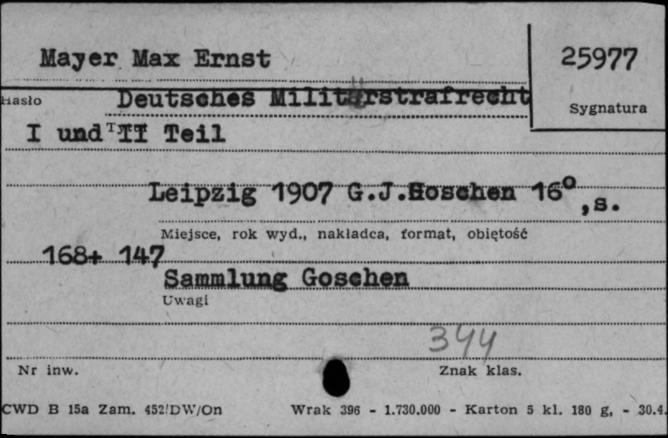 Mayer Max Ernst
25977
Hasło
Deutsches Militärstrafrecht
Sygnatura
I und II Teil
Leipzig 1907 G.J.Hoschen 16°,s.
Miejsce, rok wyd., nakładca, format, objętość
168+ 147
Sammlung Goschen
Uwagi
344
Nr inw.
Znak klas.
CWD B 15a Zam. 452/DW/On
Wrak 396 - 1.730.000 - Karton 5 kl. 180 g. - 30.4.